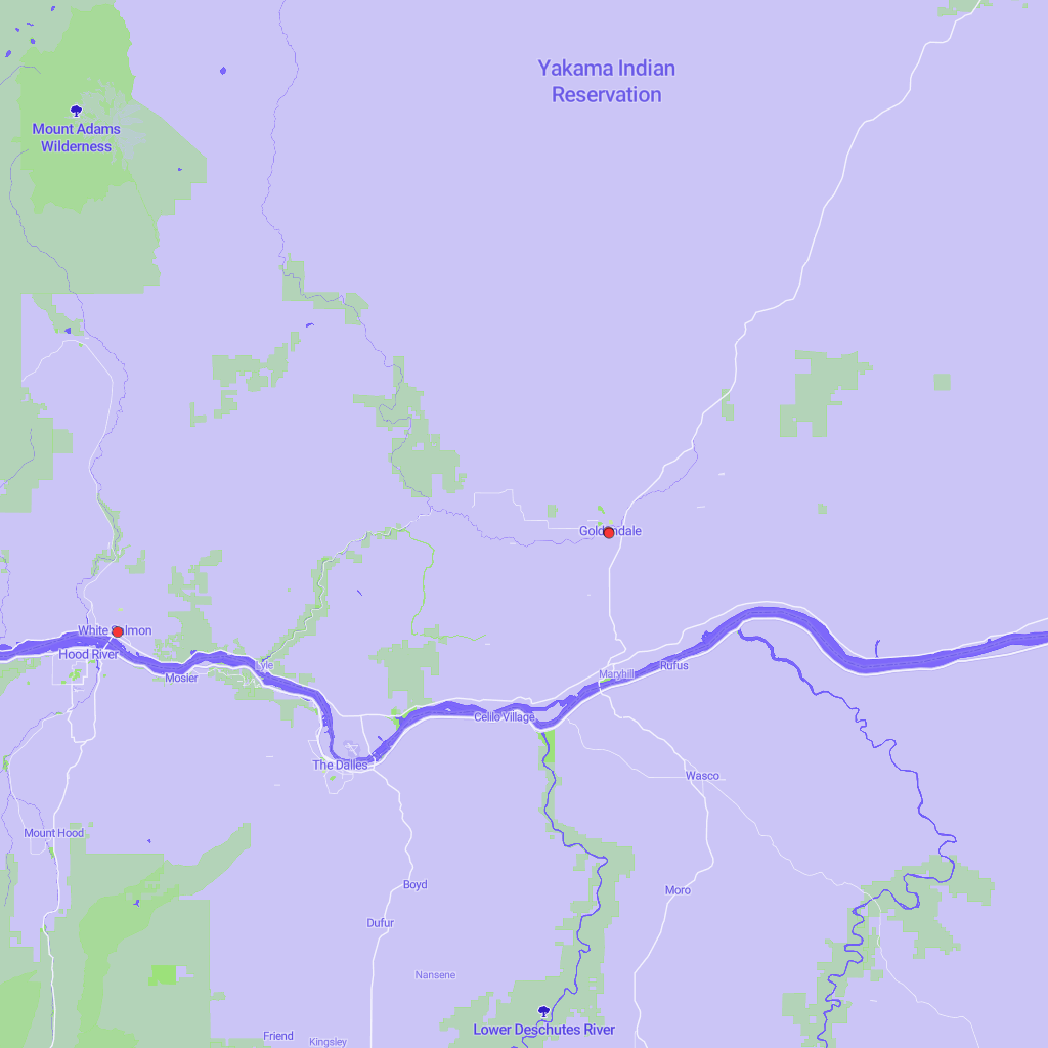 Yakama Indian
Reservation
Mount Adams
Wilderness
Goldendale
White Salmon
Hood River
Lyle
Mosier
Maryhill
Rufus
Celilo Village
The Dalles
Wasco
Mount Hood
Boyd
Moro
Dufur
Nansene
Lower Deschutes River
Friend
Kingsley